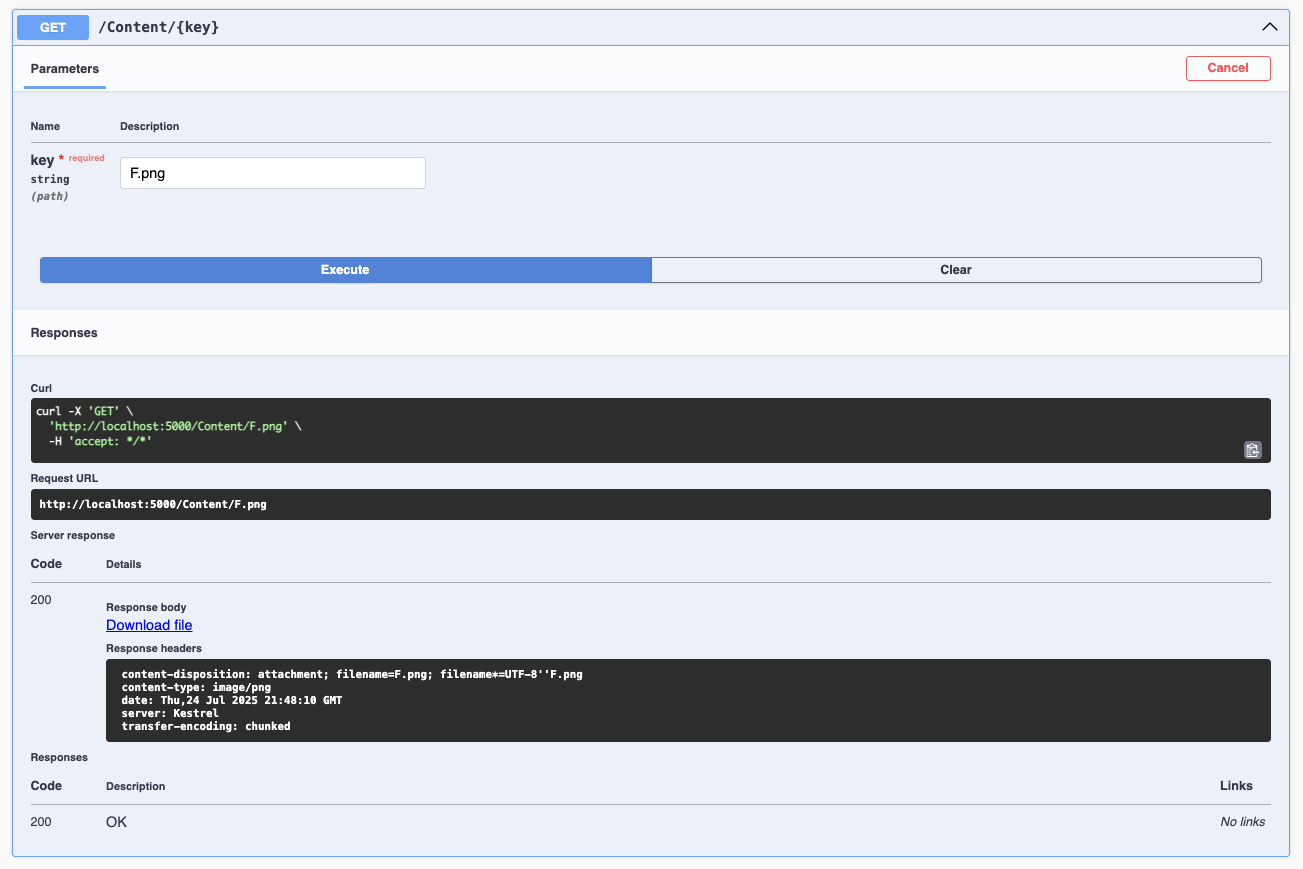 GET /Content/{key}
Parameters
Cancel
Name Description
key * required
string
(path)
F.png
Execute Clear
Responses
Curl
curl -X 'GET' \
'http://localhost:5000/Content/F.png' \
-H 'accept: */*'
Request URL
http://localhost:5000/Content/F.png
Server response
Code Details
200
Response body
Download file
Response headers
content-disposition: attachment; filename=F.png; filename*=UTF-8''F.png
content-type: image/png
date: Thu,24 Jul 2025 21:48:10 GMT
server: Kestrel
transfer-encoding: chunked
Responses
Code Description Links
200 OK No links